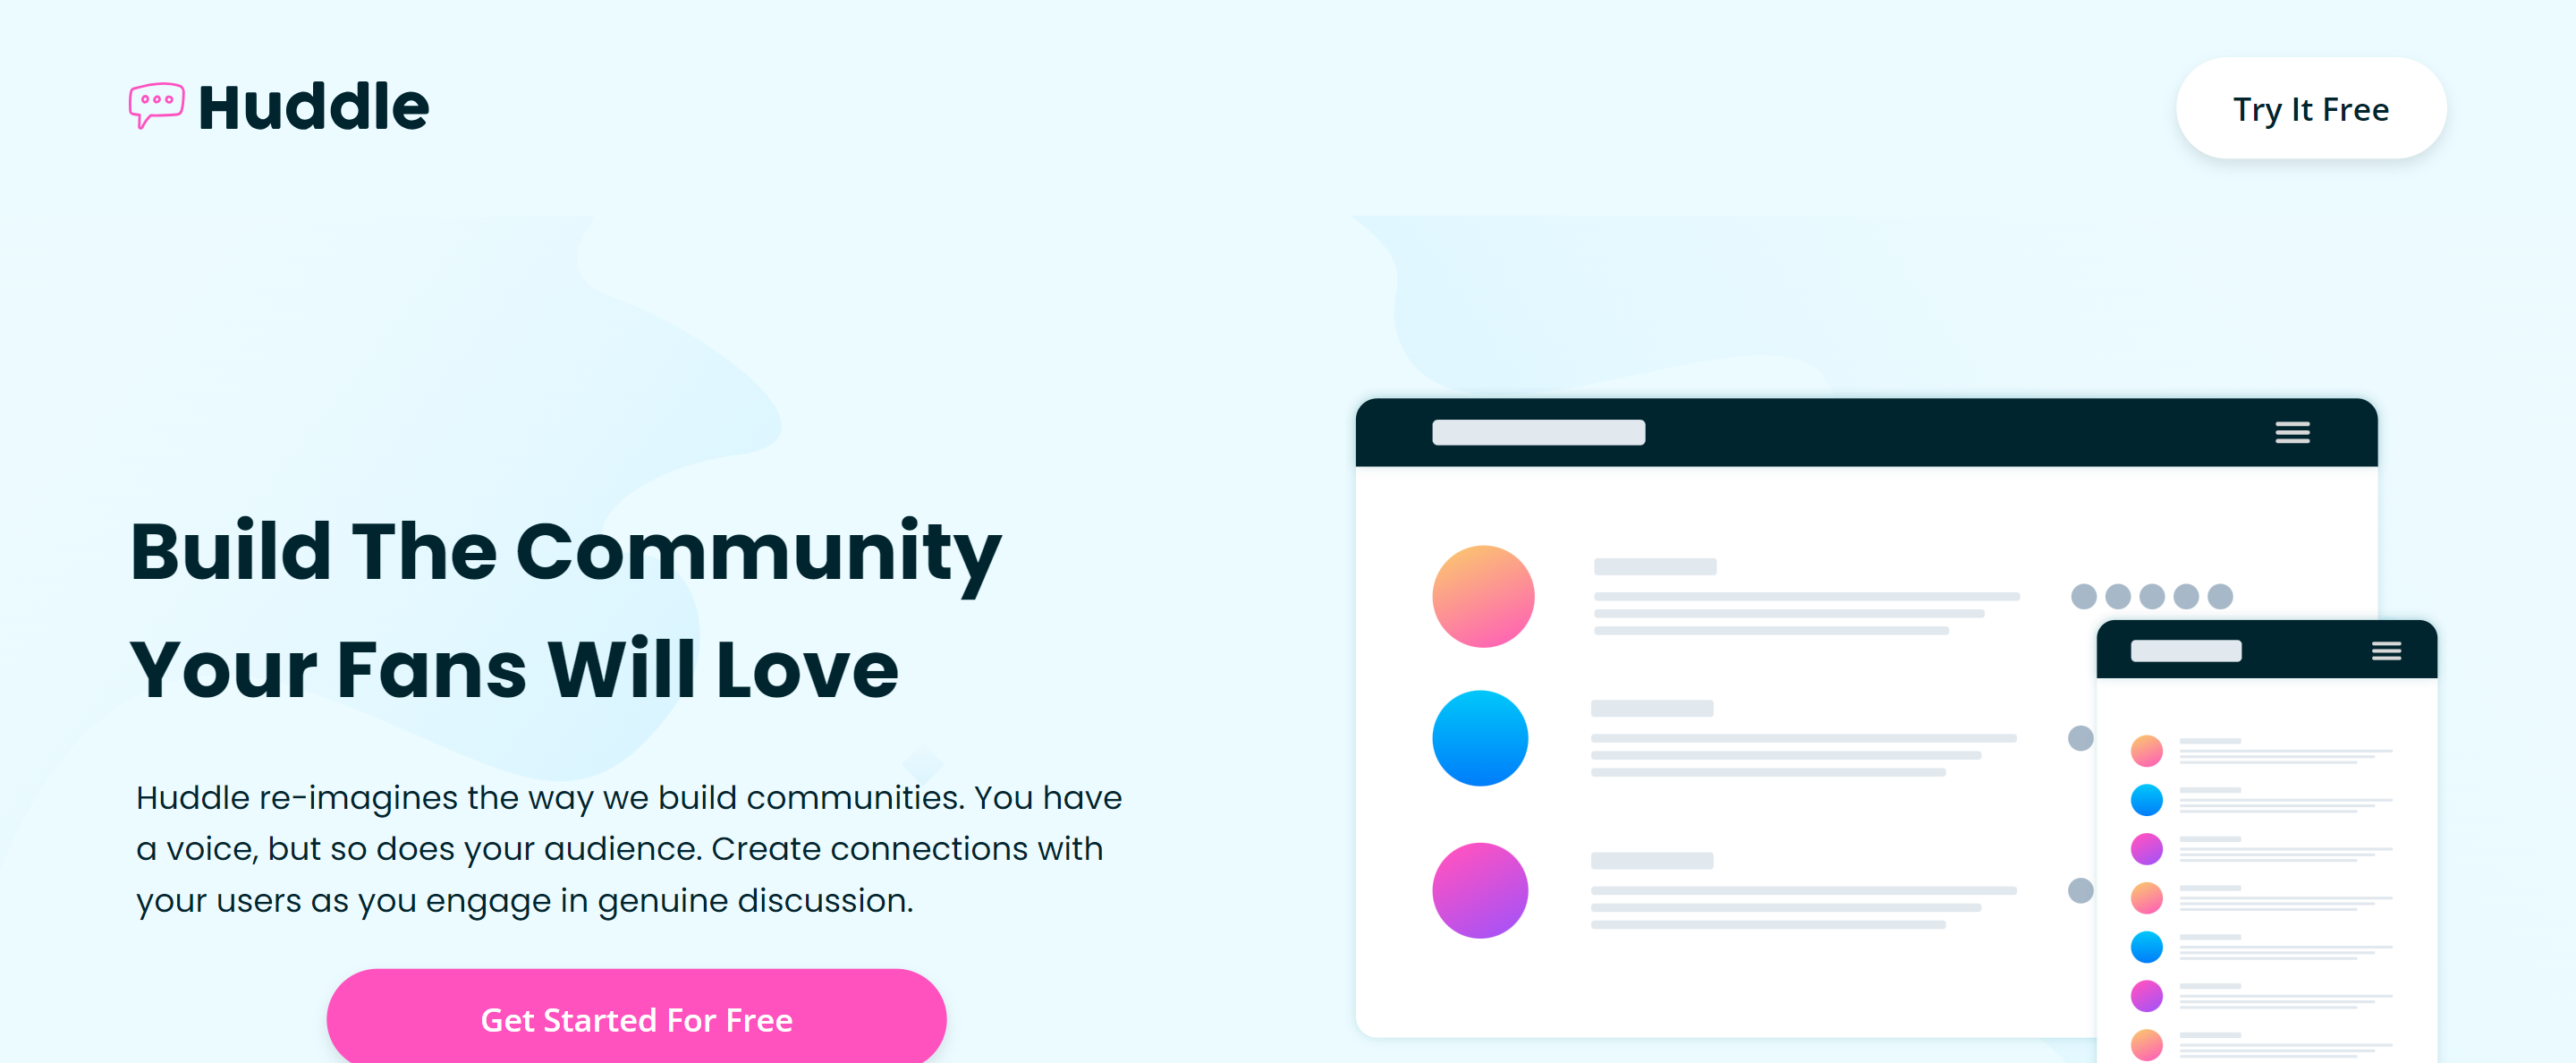 Huddle
Try It Free
Build The Community
Your Fans Will Love
Huddle re-imagines the way we build communities. You have
a voice, but so does your audience. Create connections with
your users as you engage in genuine discussion.
Get Started For Free